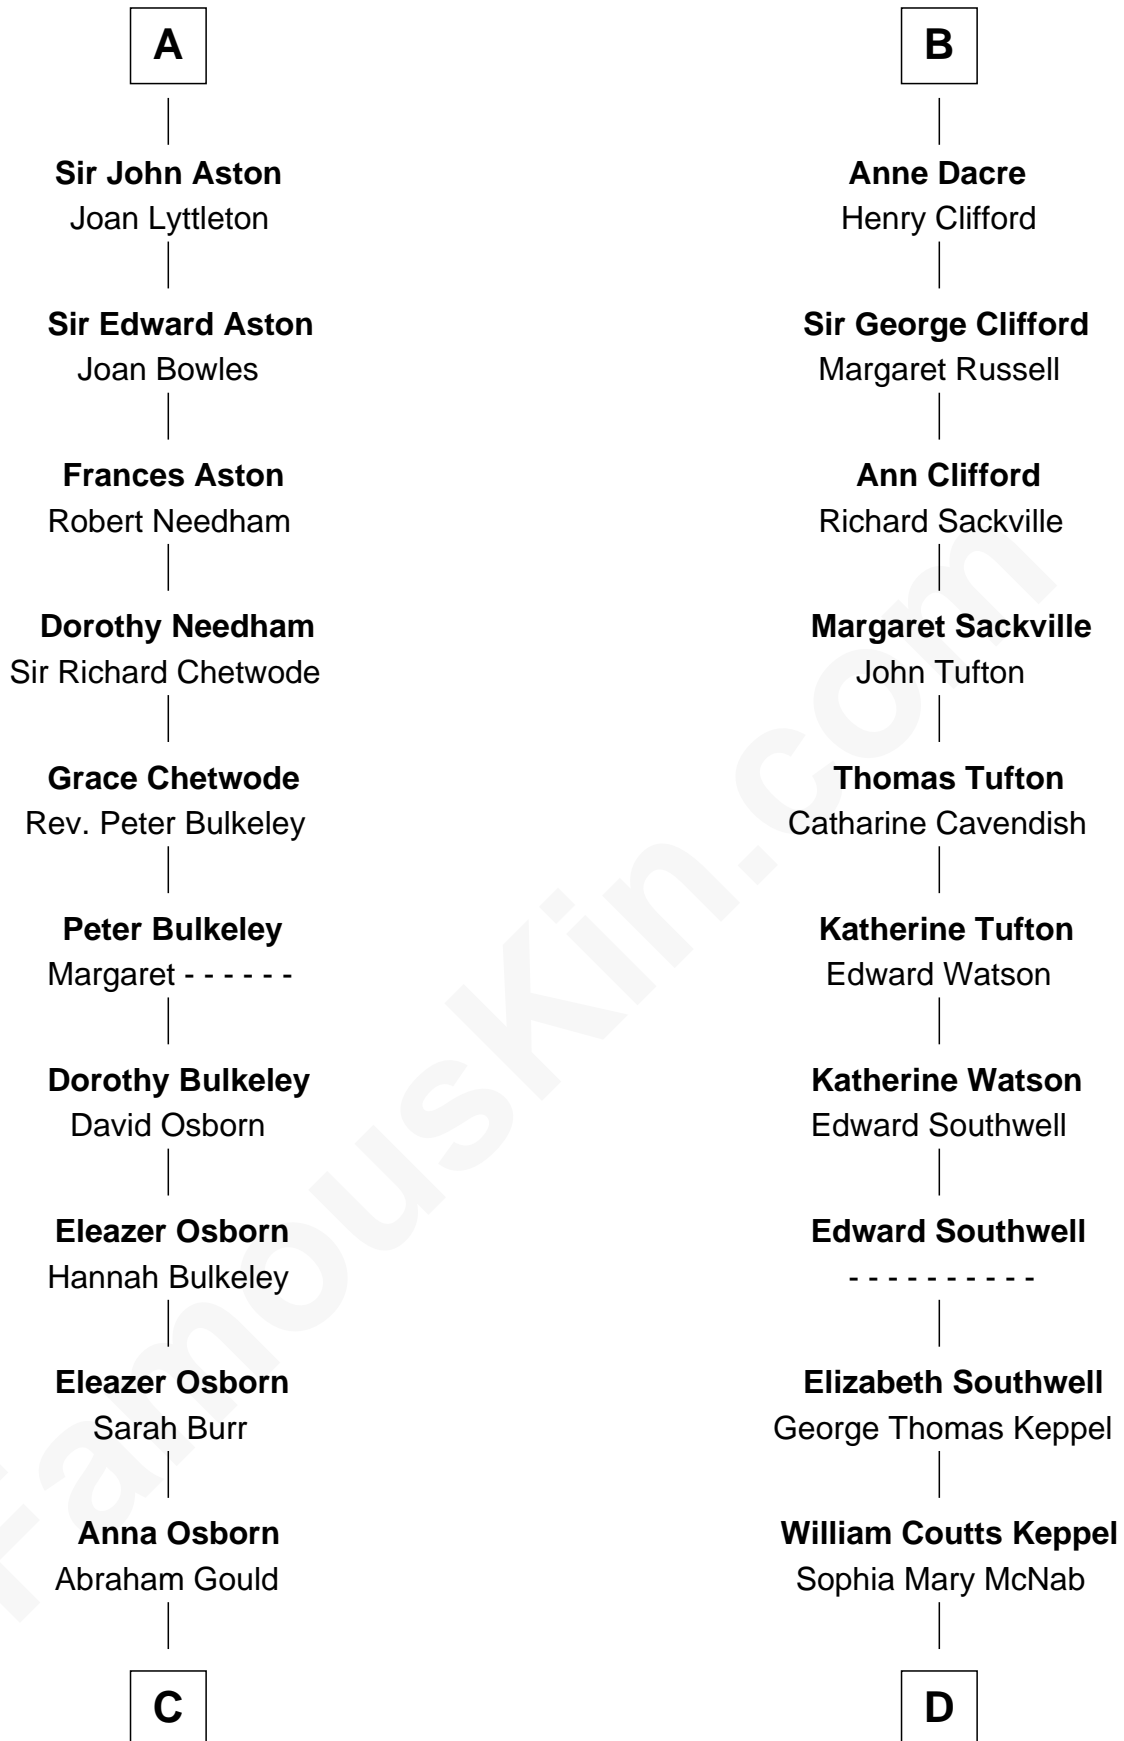 A
Sir John Aston
Joan Lyttleton
Sir Edward Aston
Joan Bowles
Frances Aston
Robert Needham
Dorothy Needham
Sir Richard Chetwode
Grace Chetwode
Rev. Peter Bulkeley
Peter Bulkeley
Margaret - - - - - -
Dorothy Bulkeley
David Osborn
Eleazer Osborn
Hannah Bulkeley
Eleazer Osborn
Sarah Burr
Anna Osborn
Abraham Gould
C
B
Anne Dacre
Henry Clifford
Sir George Clifford
Margaret Russell
Ann Clifford
Richard Sackville
Margaret Sackville
John Tufton
Thomas Tufton
Catharine Cavendish
Katherine Tufton
Edward Watson
Katherine Watson
Edward Southwell
Edward Southwell
- - - - - - - - - -
Elizabeth Southwell
George Thomas Keppel
William Coutts Keppel
Sophia Mary McNab
D
FamousKin.com